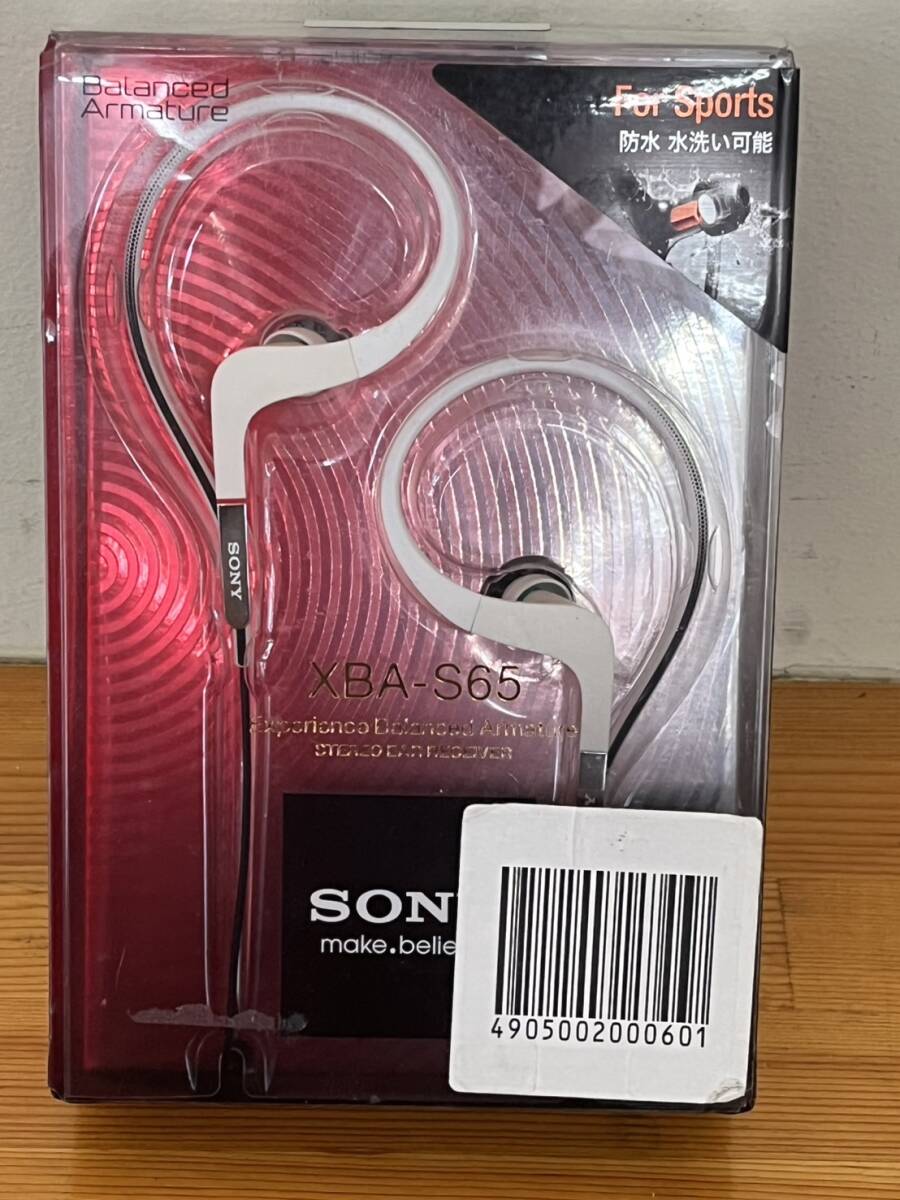 Balanced
Armature
For Sports
防水 水洗い可能
SONY
XBA-S65
Experience Balanced Armature
STEREO EAR RECEIVER
Y
SONY
make.belie
4905002000601